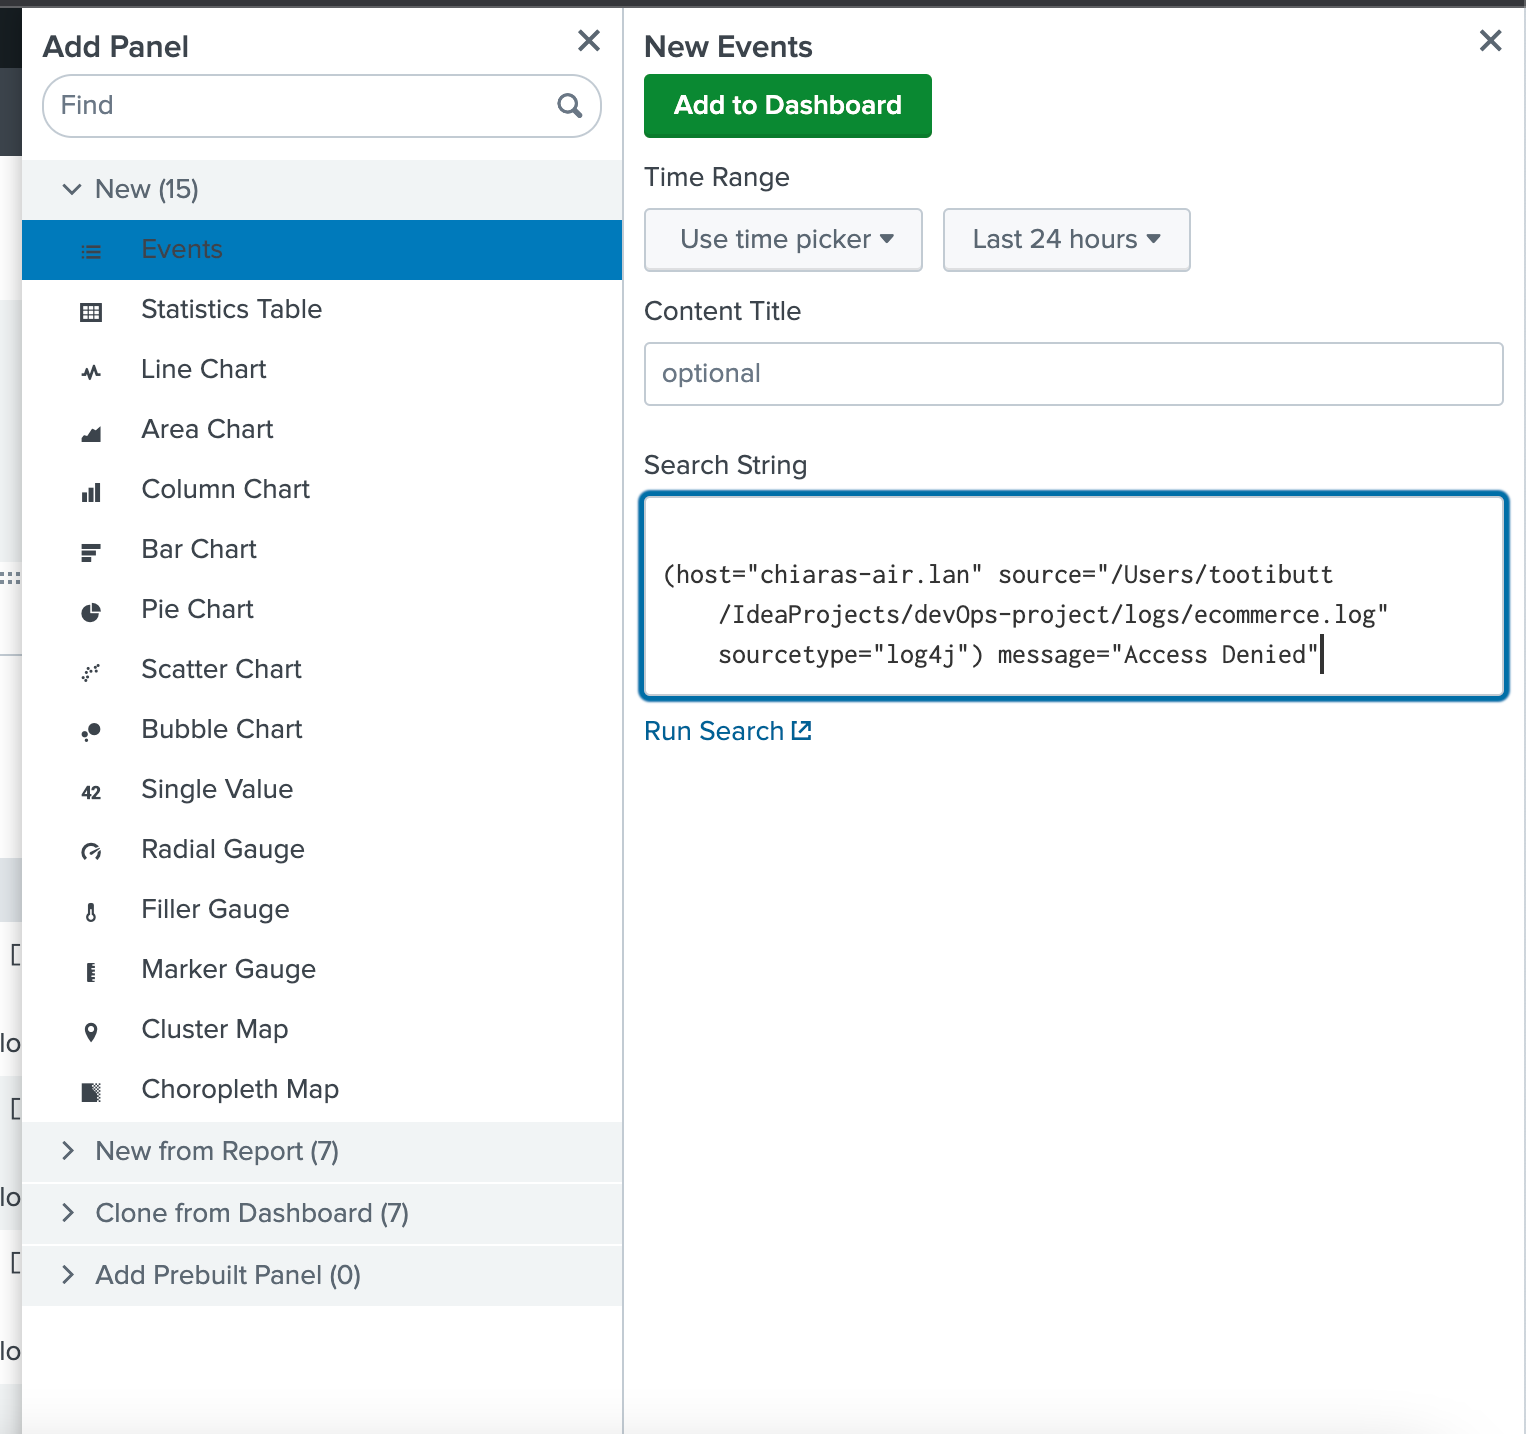 Add Panel
Find
New (15)
Events
Statistics Table
Line Chart
Area Chart
Column Chart
Bar Chart
Pie Chart
Scatter Chart
Bubble Chart
42 Single Value
Radial Gauge
Filler Gauge
Marker Gauge
Cluster Map
Choropleth Map
New from Report (7)
Clone from Dashboard (7)
Add Prebuilt Panel (0)
New Events
Add to Dashboard
Time Range
Use time picker
Last 24 hours
Content Title
optional
Search String
(host="chiaras-air.lan" source="/Users/tootibutt
/IdeaProjects/devOps-project/logs/ecommerce.log"
sourcetype="log4j") message="Access Denied"
Run Search
lo
lo
lo